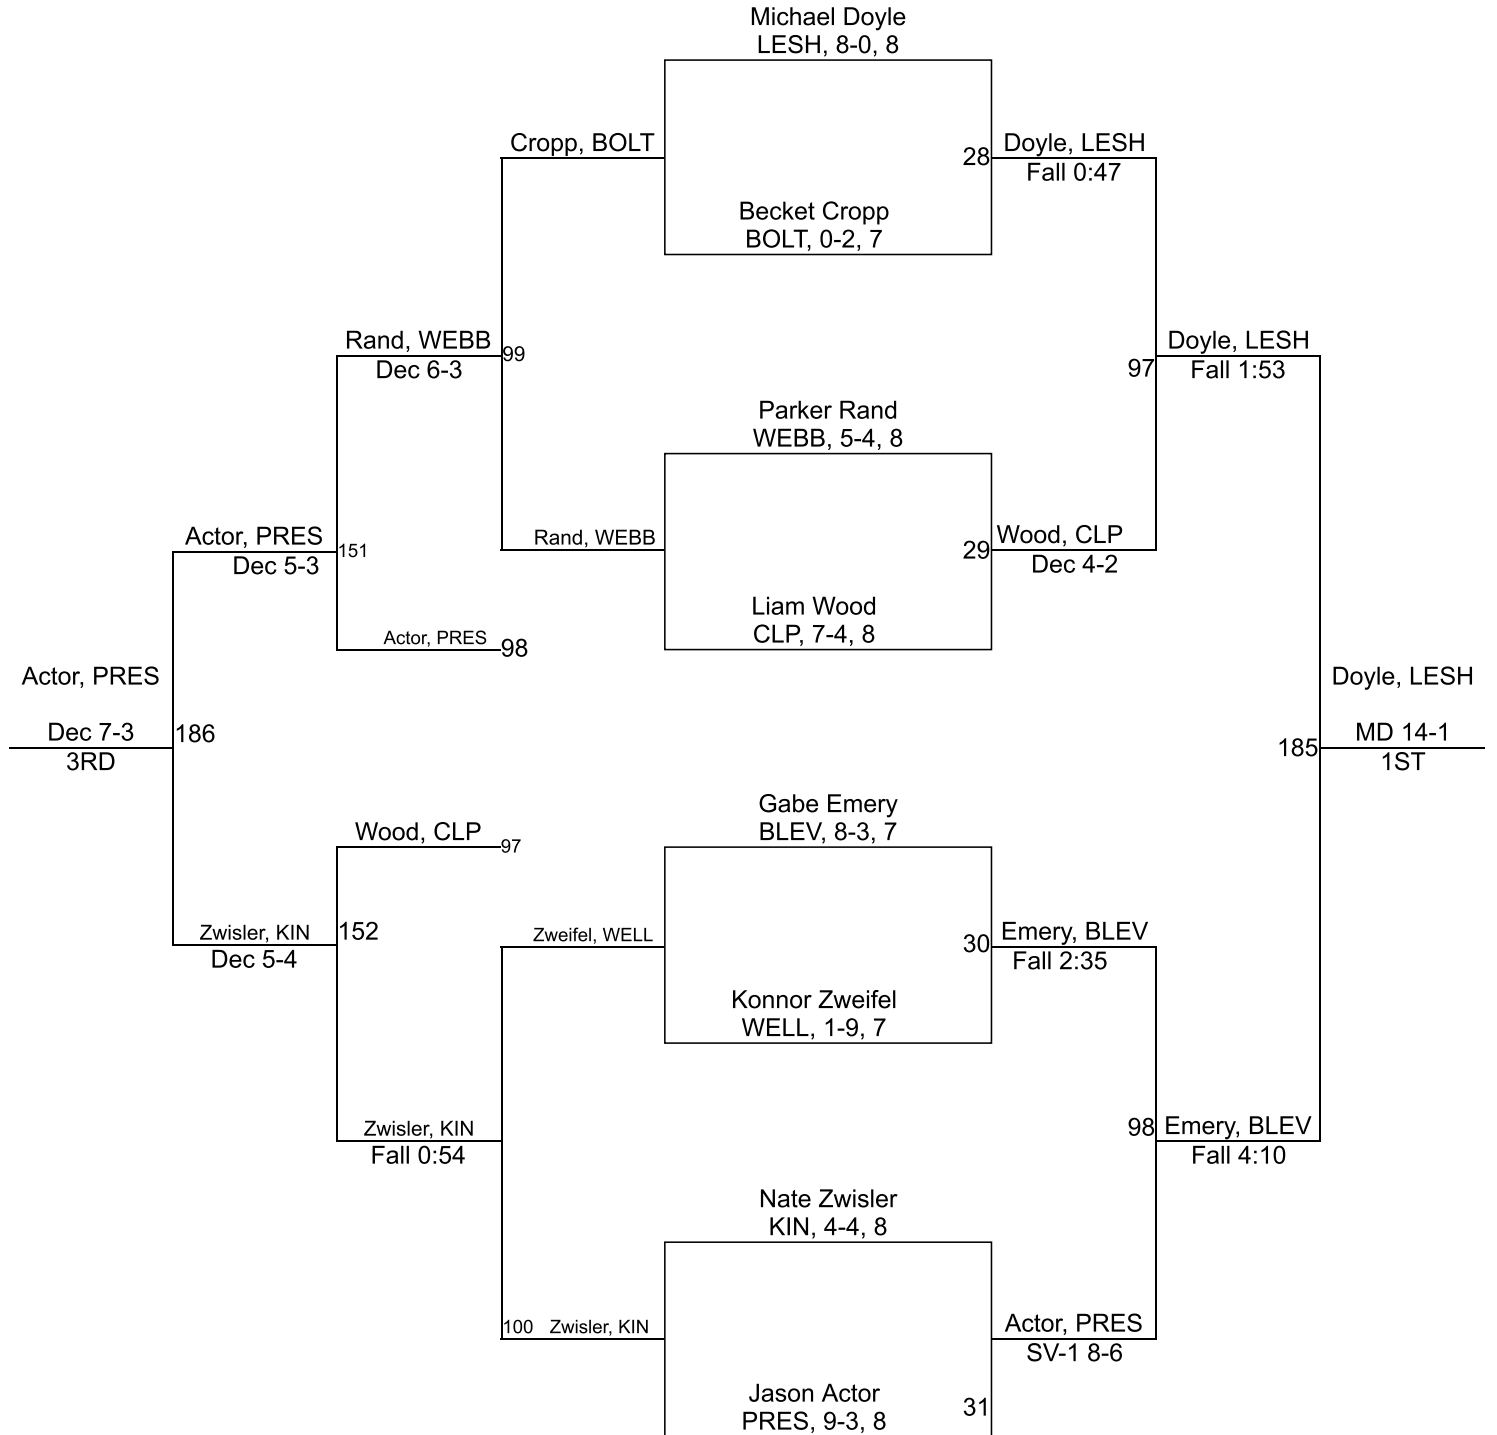 Michael Doyle
LESH, 8-0, 8
Cropp, BOLT
28
Doyle, LESH
Fall 0:47
Becket Cropp
BOLT, 0-2, 7
Rand, WEBB
Dec 6-3
99
97
Doyle, LESH
Fall 1:53
Parker Rand
WEBB, 5-4, 8
Actor, PRES
Dec 5-3
151
Rand, WEBB
29
Wood, CLP
Dec 4-2
Liam Wood
CLP, 7-4, 8
Actor, PRES
98
Actor, PRES
Dec 7-3
3RD
186
Doyle, LESH
185
MD 14-1
1ST
Gabe Emery
BLEV, 8-3, 7
Wood, CLP
97
Zwisler, KIN
Dec 5-4
152
Zweifel, WELL
30
Emery, BLEV
Fall 2:35
Konnor Zweifel
WELL, 1-9, 7
Zwisler, KIN
Fall 0:54
98
Emery, BLEV
Fall 4:10
Nate Zwisler
KIN, 4-4, 8
100
Zwisler, KIN
Actor, PRES
SV-1 8-6
Jason Actor
PRES, 9-3, 8
31